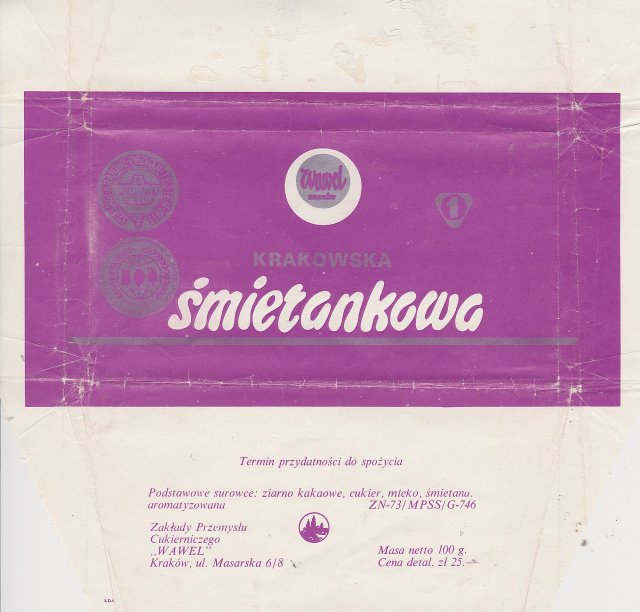 Wawel
KRAKÓW
1
KRAKOWSKA
śmietankowa
Termin przydatności do spożycia
Podstawowe surowce: ziarno kakaowe, cukier, mleko, śmietana.
aromatyzowana ZN-73/MPSS/G-746
Zakłady Przemysłu
Cukierniczego
„WAWEL”
Kraków, ul. Masarska 6/8
Masa netto 100 g.
Cena detal. zł 25.—